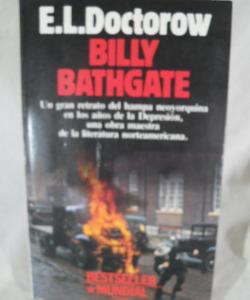 E.L.Doctorow
BILLY
BATHGATE
Un gran retrato del hampa neoyorquina
en los años de la Depresión,
una obra maestra
de la literatura norteamericana.
BESTSELLER
MUNDIAL